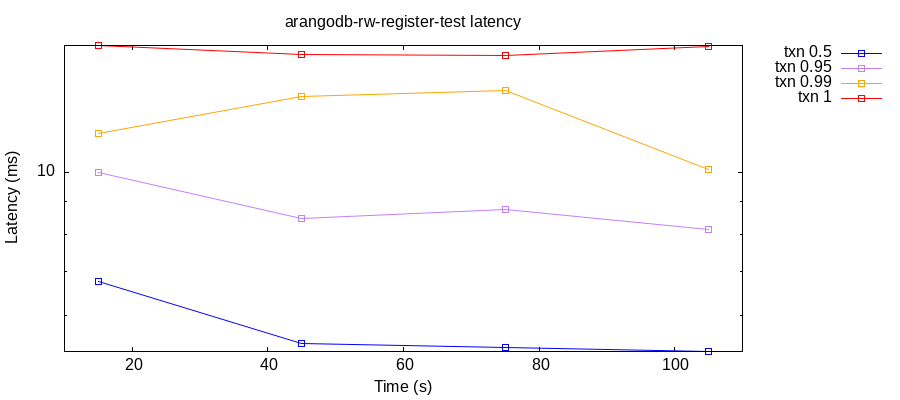 arangodb-rw-register-test latency
txn 0.5
txn 0.95
txn 0.99
txn 1
Latency (ms)
10
20 40 60 80 100
Time (s)